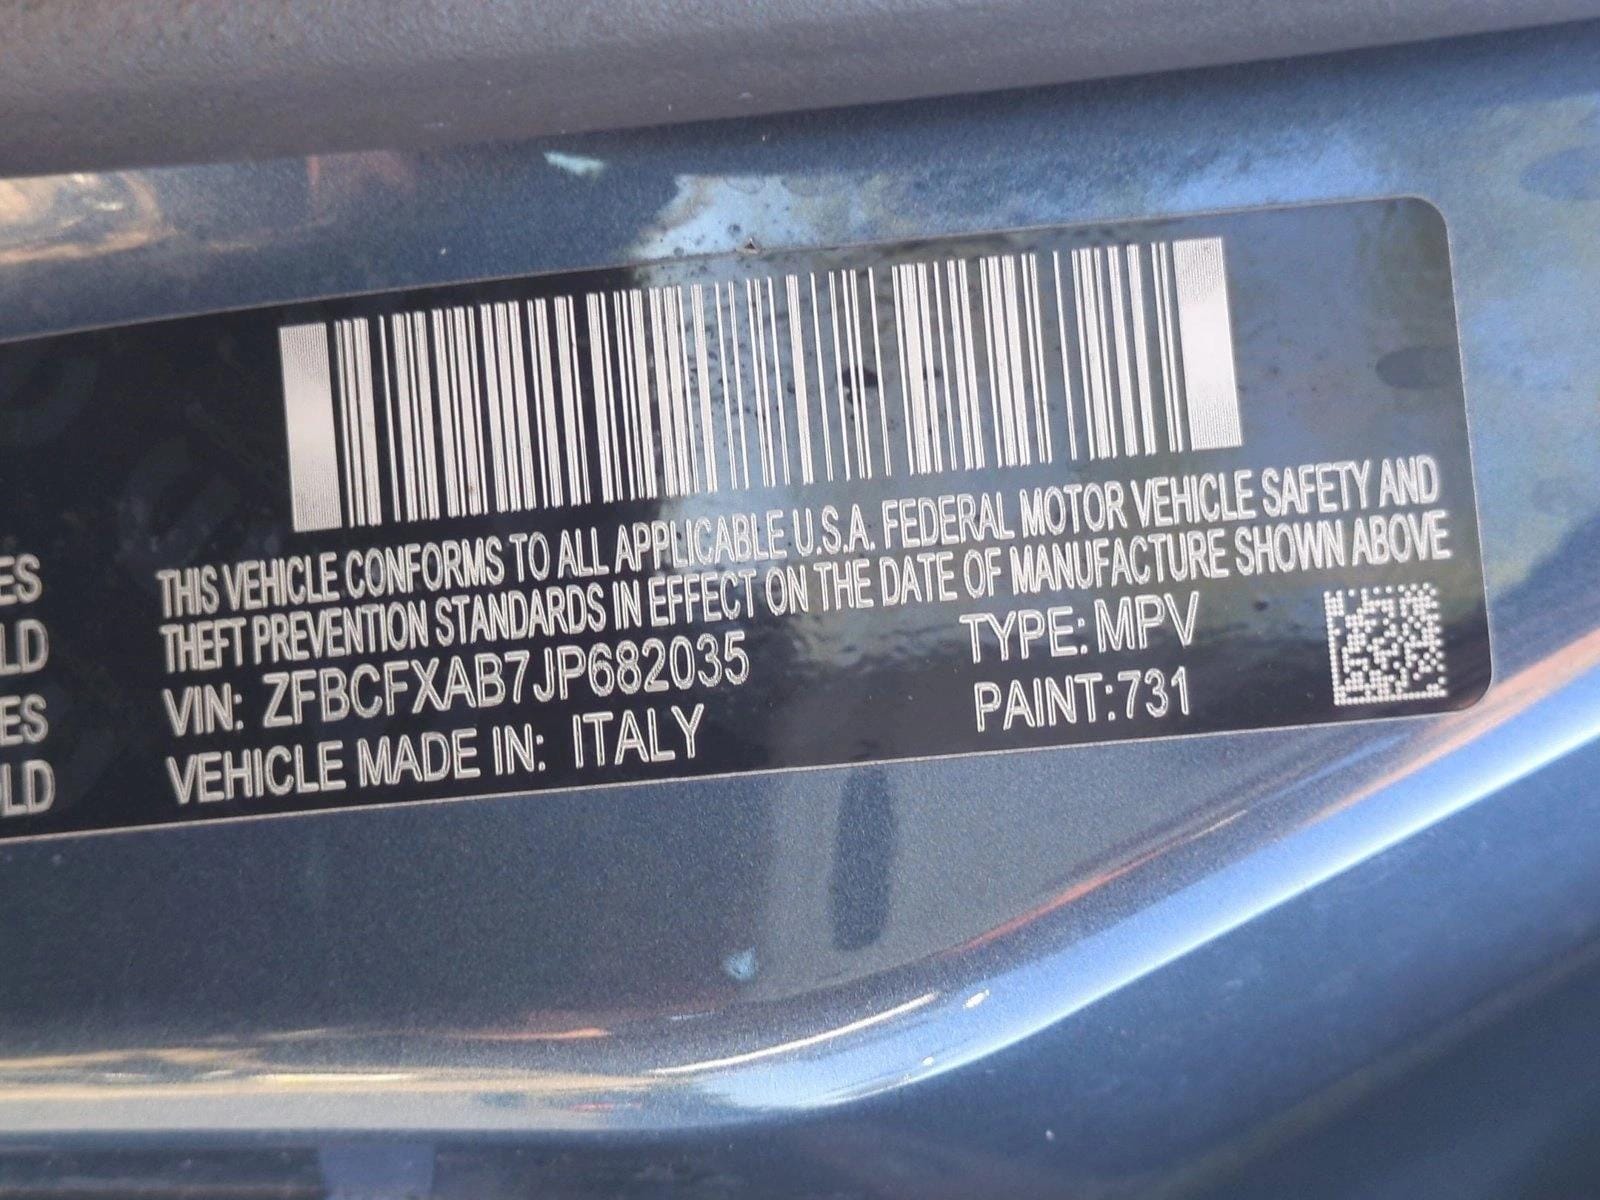 ES
LD
ES
OLD
THIS VEHICLE CONFORMS TO ALL APPLICABLE U.S.A. FEDERAL MOTOR VEHICLE SAFETY AND
THEFT PREVENTION STANDARDS IN EFFECT ON THE DATE OF MANUFACTURE SHOWN ABOVE
VIN: ZFBCFXAB7JP682035 TYPE: MPV
VEHICLE MADE IN: ITALY PAINT: 731